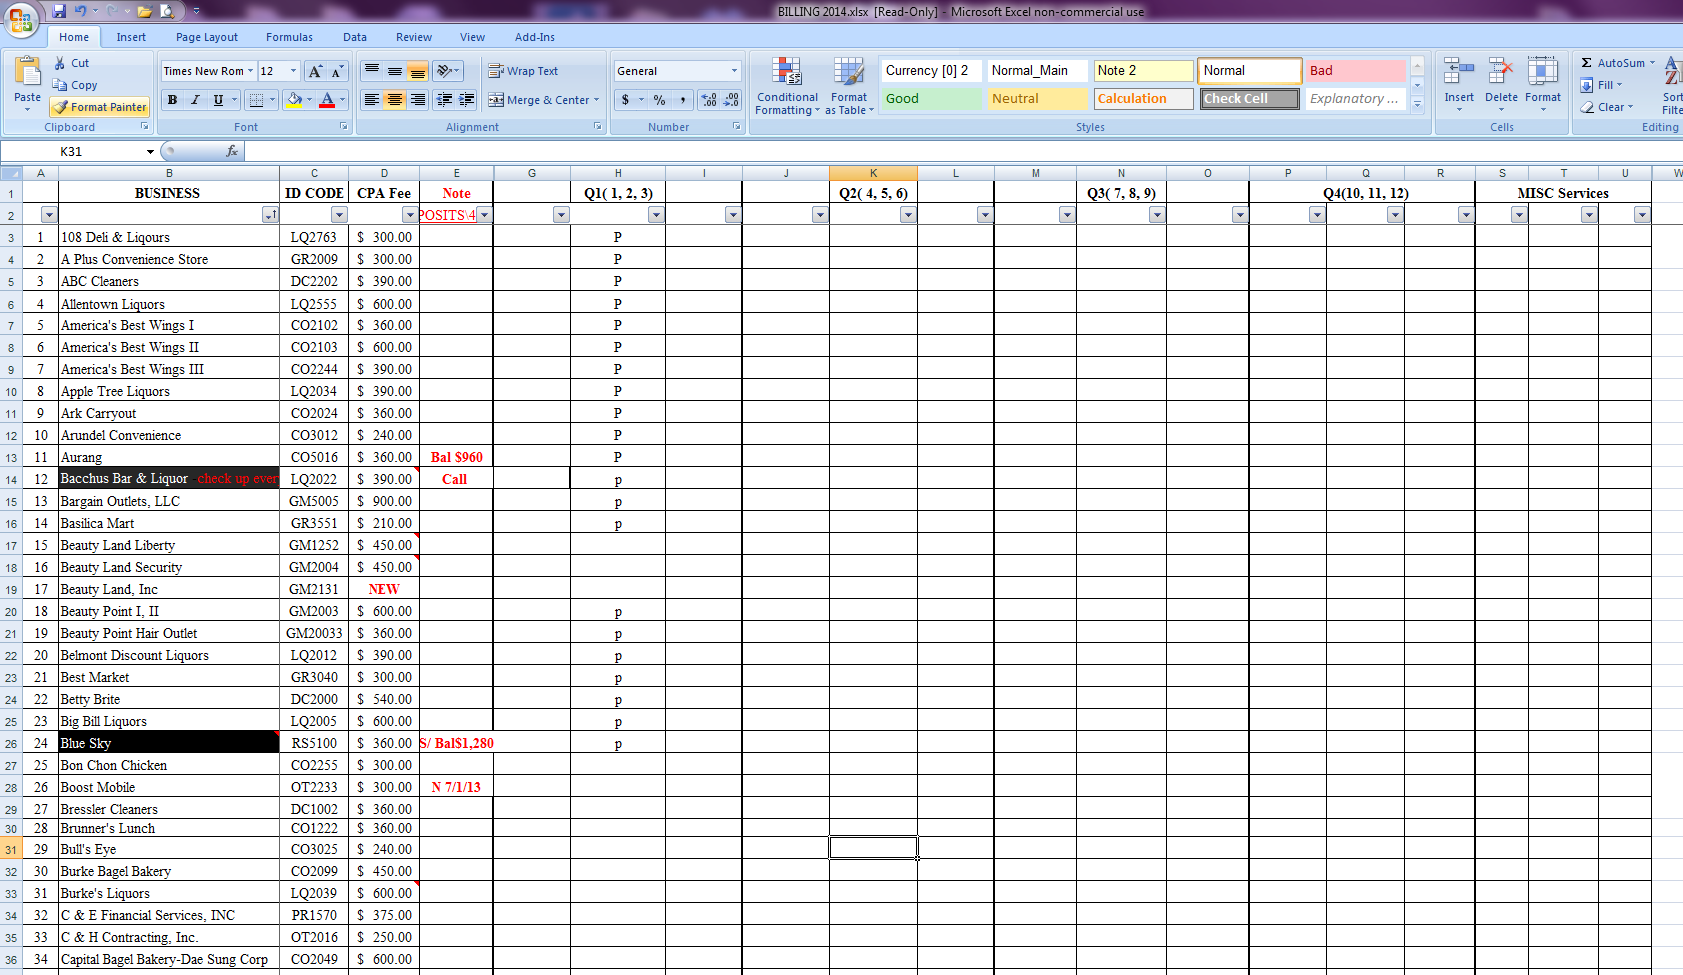 BILLING 2014.xlsx [Read-Only] - Microsoft Excel non-commercial use
Home Insert Page Layout Formulas Data Review View Add-Ins
Paste Cut Copy Format Painter
Times New Rom 12 A A
B I U A
Wrap Text
Merge & Center
General
$ % ,
Conditional Formatting
Format as Table
Currency [0] 2 Normal_Main Note 2 Normal Bad
Good Neutral Calculation Check Cell Explanatory ...
Insert Delete Format
Σ AutoSum
Fill
Clear
Sort
Filte
Clipboard Font Alignment Number Styles Cells Editing
K31 fx
A B C D E G H I J K L M N O P Q R S T U W
1 BUSINESS ID CODE CPA Fee Note Q1( 1, 2, 3) Q2( 4, 5, 6) Q3( 7, 8, 9) Q4(10, 11, 12) MISC Services
2 POSITS\4
3 1 108 Deli & Liqours LQ2763 $ 300.00 P
4 2 A Plus Convenience Store GR2009 $ 300.00 P
5 3 ABC Cleaners DC2202 $ 390.00 P
6 4 Allentown Liquors LQ2555 $ 600.00 P
7 5 America's Best Wings I CO2102 $ 360.00 P
8 6 America's Best Wings II CO2103 $ 600.00 P
9 7 America's Best Wings III CO2244 $ 390.00 P
10 8 Apple Tree Liquors LQ2034 $ 390.00 P
11 9 Ark Carryout CO2024 $ 360.00 P
12 10 Arundel Convenience CO3012 $ 240.00 P
13 11 Aurang CO5016 $ 360.00 Bal $960 P
14 12 Bacchus Bar & Liquor - check up ever LQ2022 $ 390.00 Call p
15 13 Bargain Outlets, LLC GM5005 $ 900.00 p
16 14 Basilica Mart GR3551 $ 210.00 p
17 15 Beauty Land Liberty GM1252 $ 450.00
18 16 Beauty Land Security GM2004 $ 450.00
19 17 Beauty Land, Inc GM2131 NEW
20 18 Beauty Point I, II GM2003 $ 600.00 p
21 19 Beauty Point Hair Outlet GM20033 $ 360.00 p
22 20 Belmont Discount Liquors LQ2012 $ 390.00 p
23 21 Best Market GR3040 $ 300.00 p
24 22 Betty Brite DC2000 $ 540.00 p
25 23 Big Bill Liquors LQ2005 $ 600.00 p
26 24 Blue Sky RS5100 $ 360.00 S/ Bal$1,280 p
27 25 Bon Chon Chicken CO2255 $ 300.00
28 26 Boost Mobile OT2233 $ 300.00 N 7/1/13
29 27 Bressler Cleaners DC1002 $ 360.00
30 28 Brunner's Lunch CO1222 $ 360.00
31 29 Bull's Eye CO3025 $ 240.00
32 30 Burke Bagel Bakery CO2099 $ 450.00
33 31 Burke's Liquors LQ2039 $ 600.00
34 32 C & E Financial Services, INC PR1570 $ 375.00
35 33 C & H Contracting, Inc. OT2016 $ 250.00
36 34 Capital Bagel Bakery-Dae Sung Corp CO2049 $ 600.00